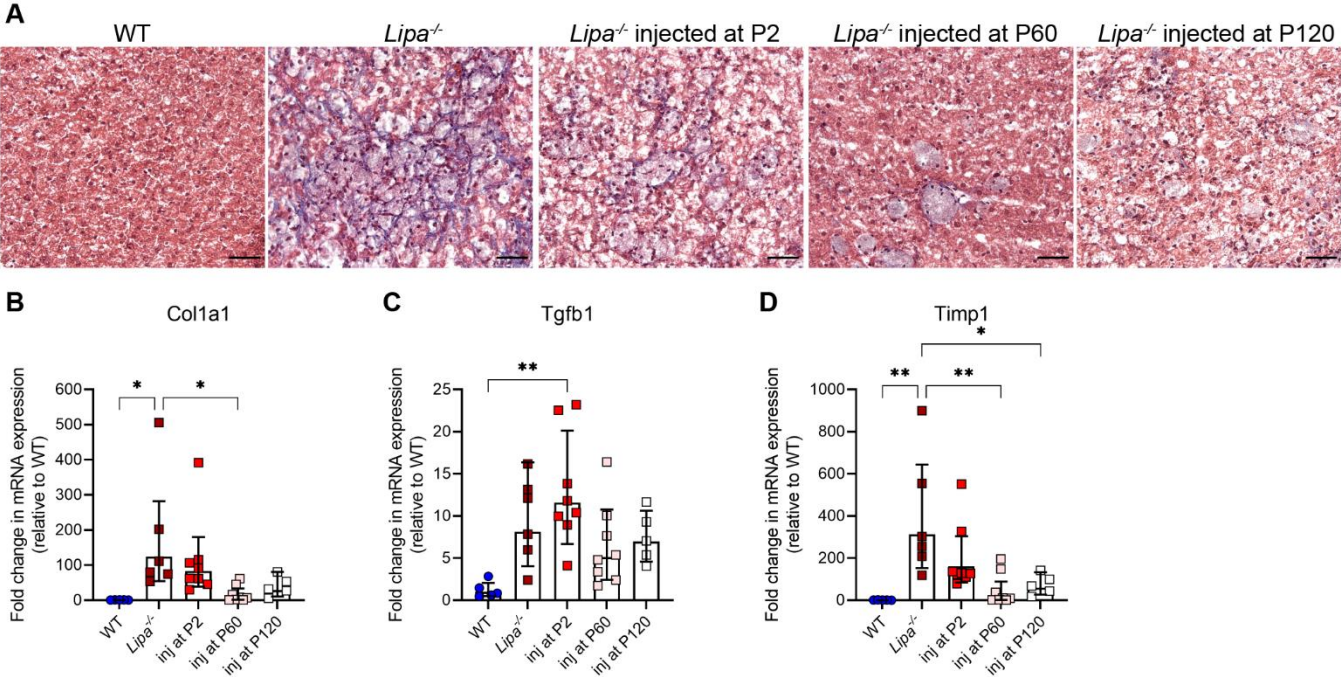 A
WT
Lipa-/-
Lipa-/- injected at P2
Lipa-/- injected at P60
Lipa-/- injected at P120
B
Col1a1
Fold change in mRNA expression
(relative to WT)
600
500
400
300
200
100
0
*
*
WT
Lipa-/-
inj at P2
inj at P60
inj at P120
C
Tgfb1
Fold change in mRNA expression
(relative to WT)
25
20
15
10
5
0
**
WT
Lipa-/-
inj at P2
inj at P60
inj at P120
D
Timp1
Fold change in mRNA expression
(relative to WT)
1000
800
600
400
200
0
*
**
**
WT
Lipa-/-
inj at P2
inj at P60
inj at P120